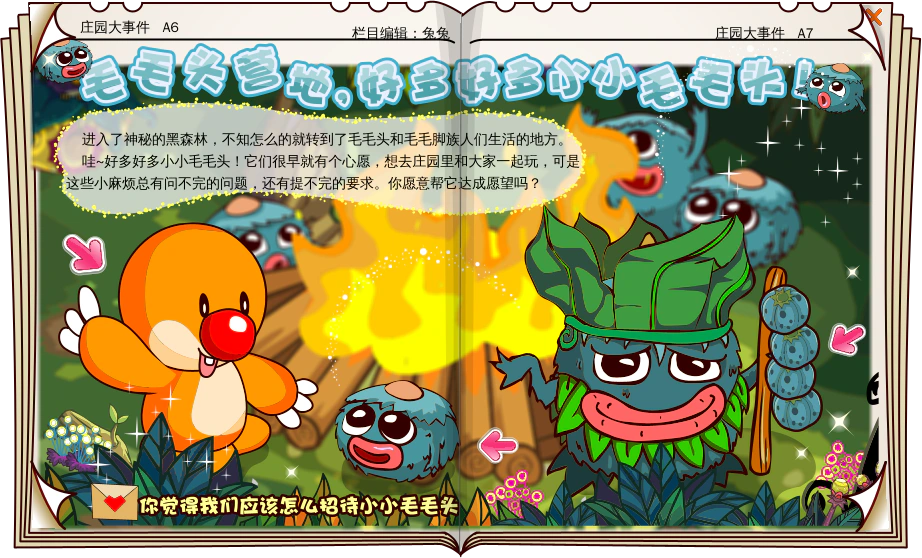 庄园大事件 A6
栏目编辑：兔兔
庄园大事件 A7
毛毛头营地，好多好多小小毛毛头！
进入了神秘的黑森林，不知怎么的就转到了毛毛头和毛毛脚族人们生活的地方。
哇~好多好多小小毛毛头！它们很早就有个心愿，想去庄园里和大家一起玩，可是
这些小麻烦总有问不完的问题，还有提不完的要求。你愿意帮它达成愿望吗？
你觉得我们应该怎么招待小小毛毛头